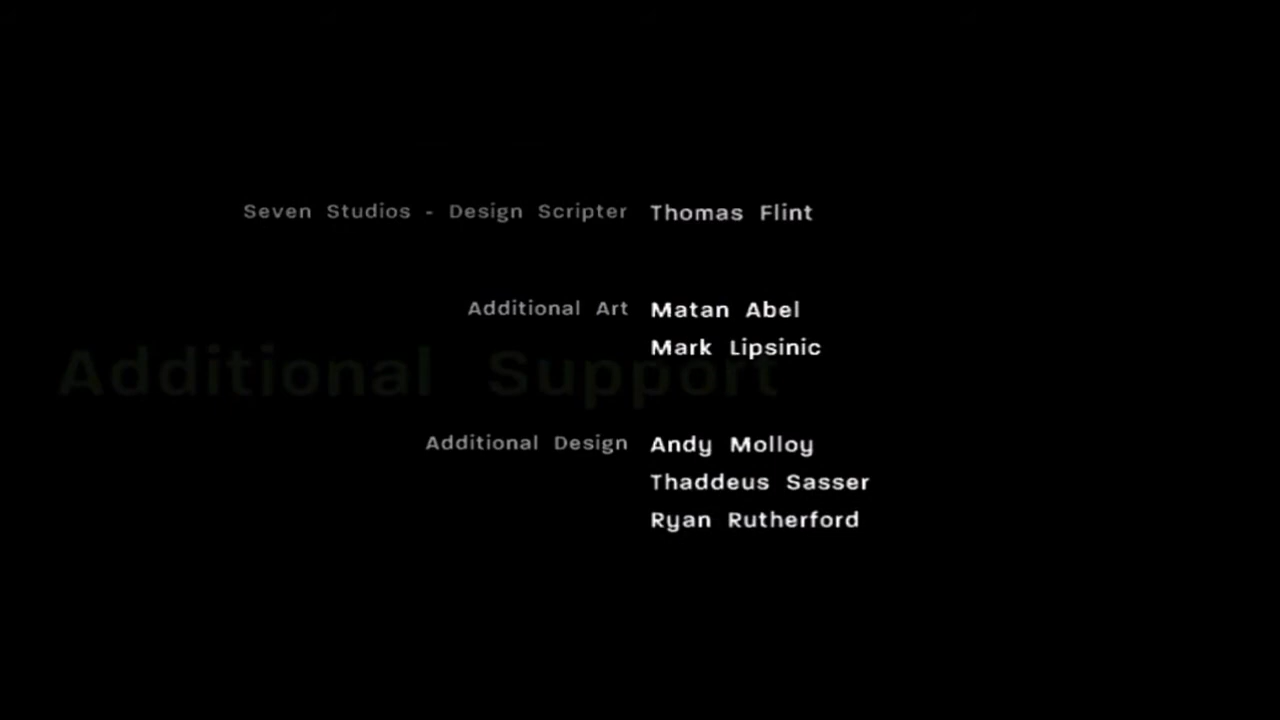 Seven Studios - Design Scripter Thomas Flint
Additional Art Matan Abel
Mark Lipsinic
Additional Support
Additional Design Andy Molloy
Thaddeus Sasser
Ryan Rutherford